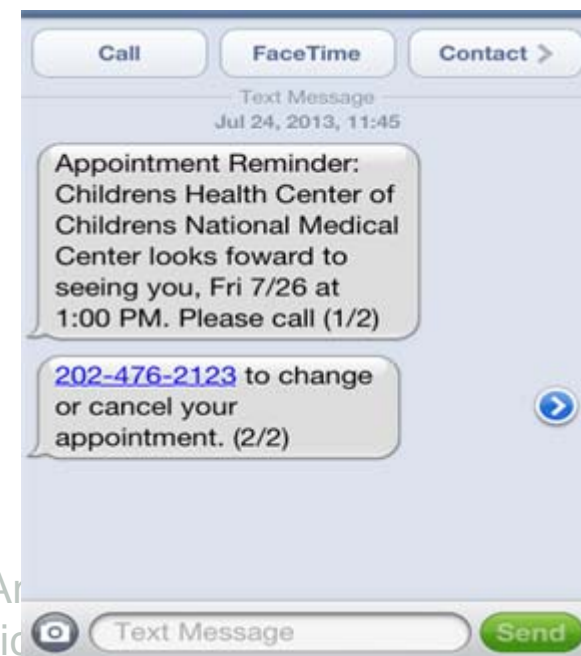 Call FaceTime Contact >
Text Message
Jul 24, 2013, 11:45
Appointment Reminder:
Childrens Health Center of
Childrens National Medical
Center looks foward to
seeing you, Fri 7/26 at
1:00 PM. Please call (1/2)
202-476-2123 to change
or cancel your
appointment. (2/2)
Text Message Send